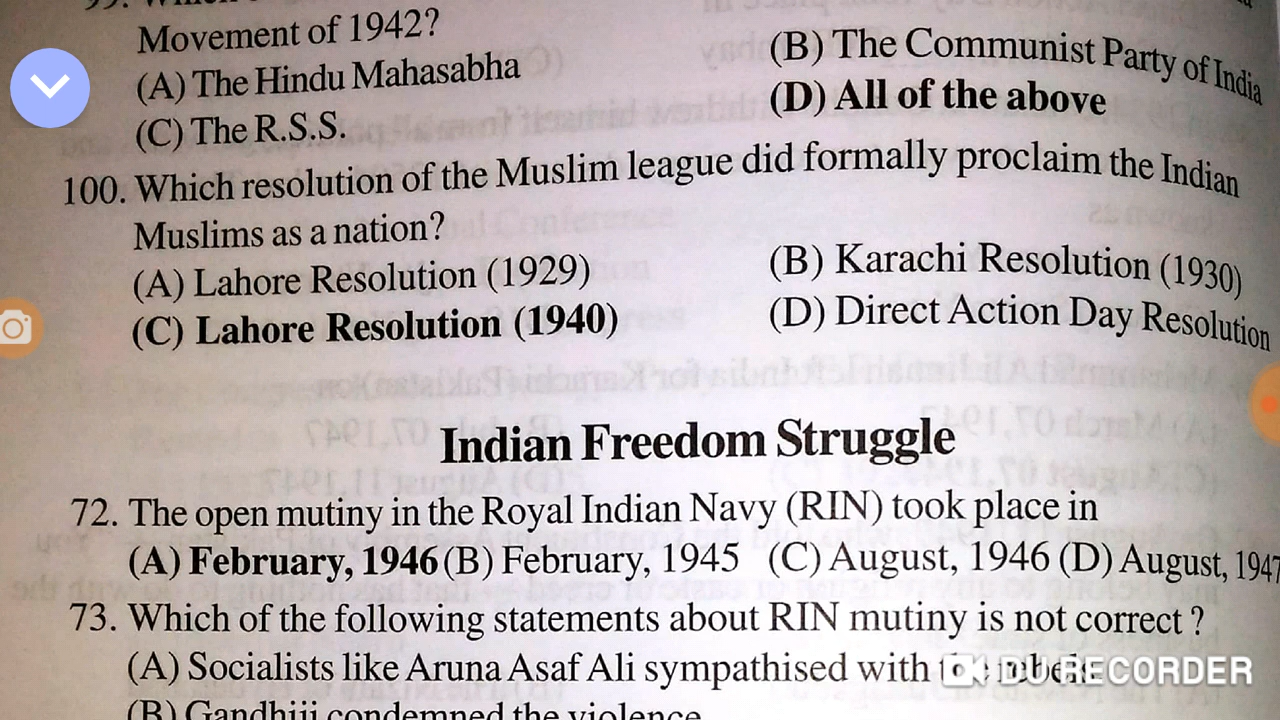 Movement of 1942?
(A) The Hindu Mahasabha (B) The Communist Party of India
(C) The R.S.S. (D) All of the above
100. Which resolution of the Muslim league did formally proclaim the Indian
Muslims as a nation?
(A) Lahore Resolution (1929) (B) Karachi Resolution (1930)
(C) Lahore Resolution (1940) (D) Direct Action Day Resolution
Indian Freedom Struggle
72. The open mutiny in the Royal Indian Navy (RIN) took place in
(A) February, 1946 (B) February, 1945 (C) August, 1946 (D) August, 1947
73. Which of the following statements about RIN mutiny is not correct ?
(A) Socialists like Aruna Asaf Ali sympathised with
DU RECORDER
(B) Gandhiji condemned the violence